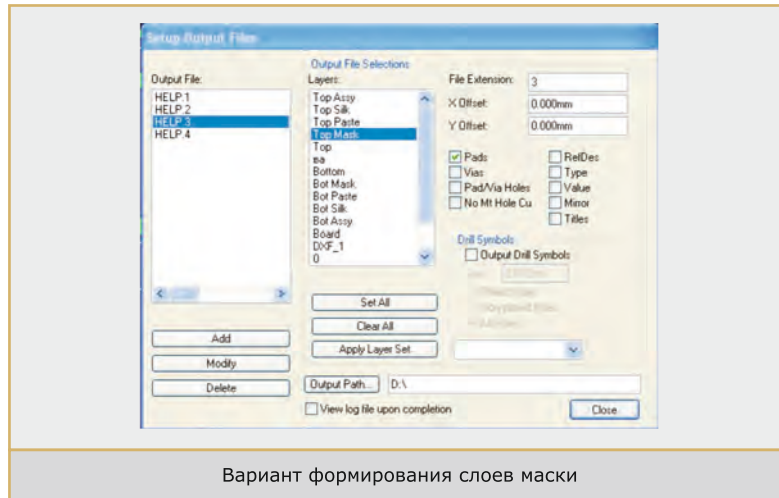 Setup Output Files
Output File Selections
Output File:
HELP.1
HELP.2
HELP.3
HELP.4
Layers:
Top Assy
Top Silk
Top Paste
Top Mask
Top
ва
Bottom
Bot Mask
Bot Paste
Bot Silk
Bot Assy
Board
DXF_1
0
File Extension: 3
X Offset: 0.000mm
Y Offset: 0.000mm
Pads
Vias
Pad/Via Holes
No Mt Hole Cu
RefDes
Type
Value
Mirror
Titles
Drill Symbols
Output Drill Symbols
Set All
Clear All
Apply Layer Set
Add
Modify
Delete
Output Path... D:\
View log file upon completion
Close
Вариант формирования слоев маски